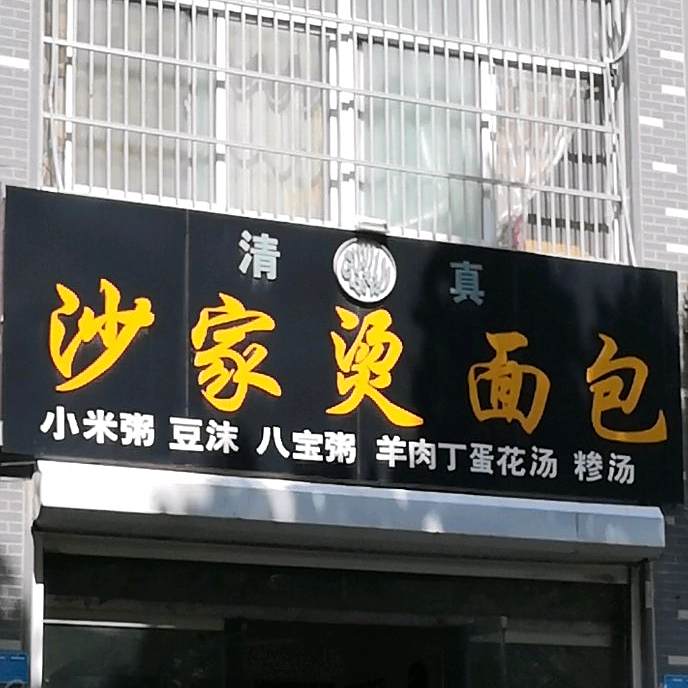 清真
沙家烫面包
小米粥 豆沫 八宝粥 羊肉丁蛋花汤 糁汤